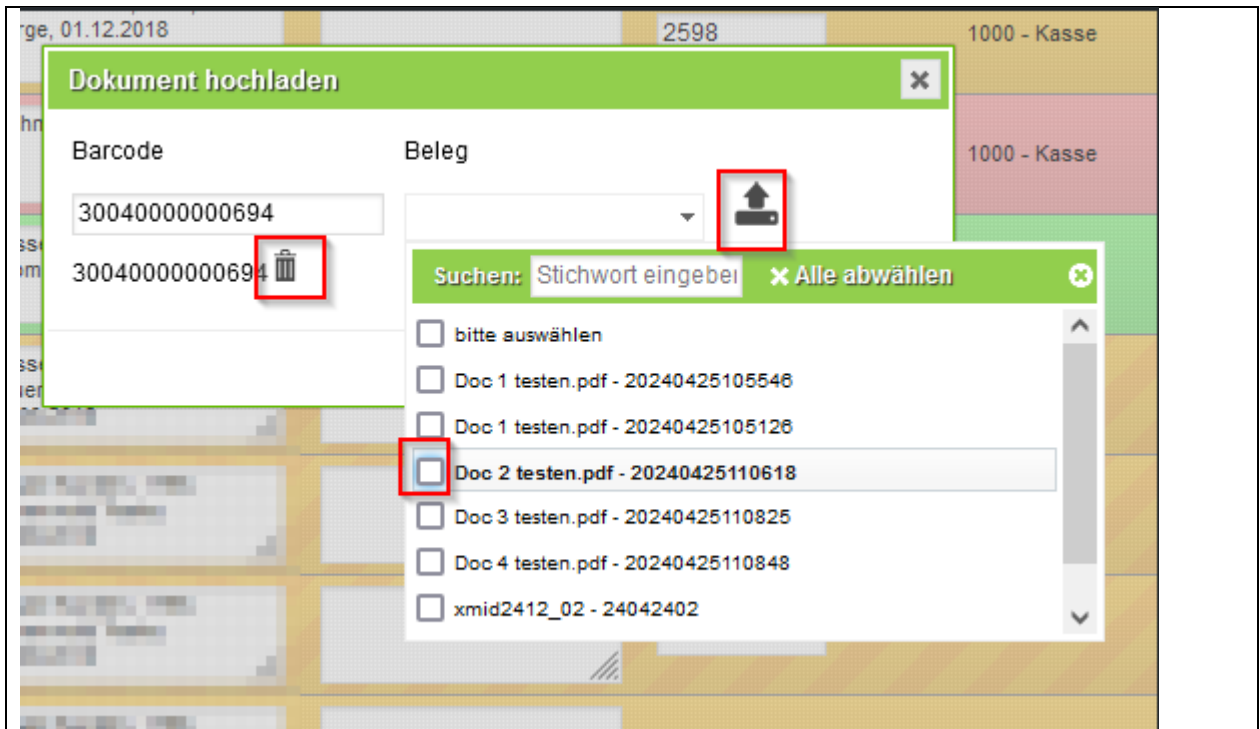 rge, 01.12.2018
2598
1000 - Kasse
Dokument hochladen
Barcode
Beleg
1000 - Kasse
30040000000694
30040000000694
Suchen:
Stichwort eingeben
Alle abwählen
bitte auswählen
Doc 1 testen.pdf - 20240425105546
Doc 1 testen.pdf - 20240425105126
Doc 2 testen.pdf - 20240425110618
Doc 3 testen.pdf - 20240425110825
Doc 4 testen.pdf - 20240425110848
xmid2412_02 - 24042402